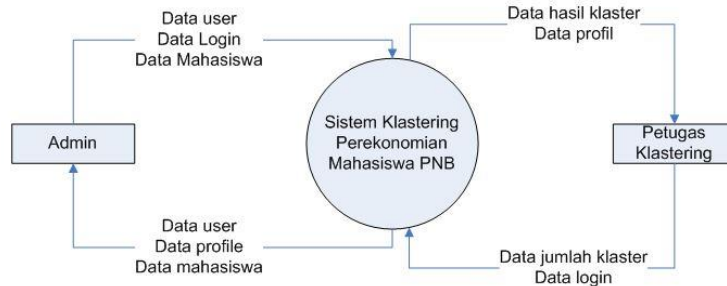 Data user
Data Login
Data Mahasiswa
Data hasil klaster
Data profil
Admin
Sistem Klastering
Perekonomian
Mahasiswa PNB
Petugas
Klastering
Data user
Data profile
Data mahasiswa
Data jumlah klaster
Data login